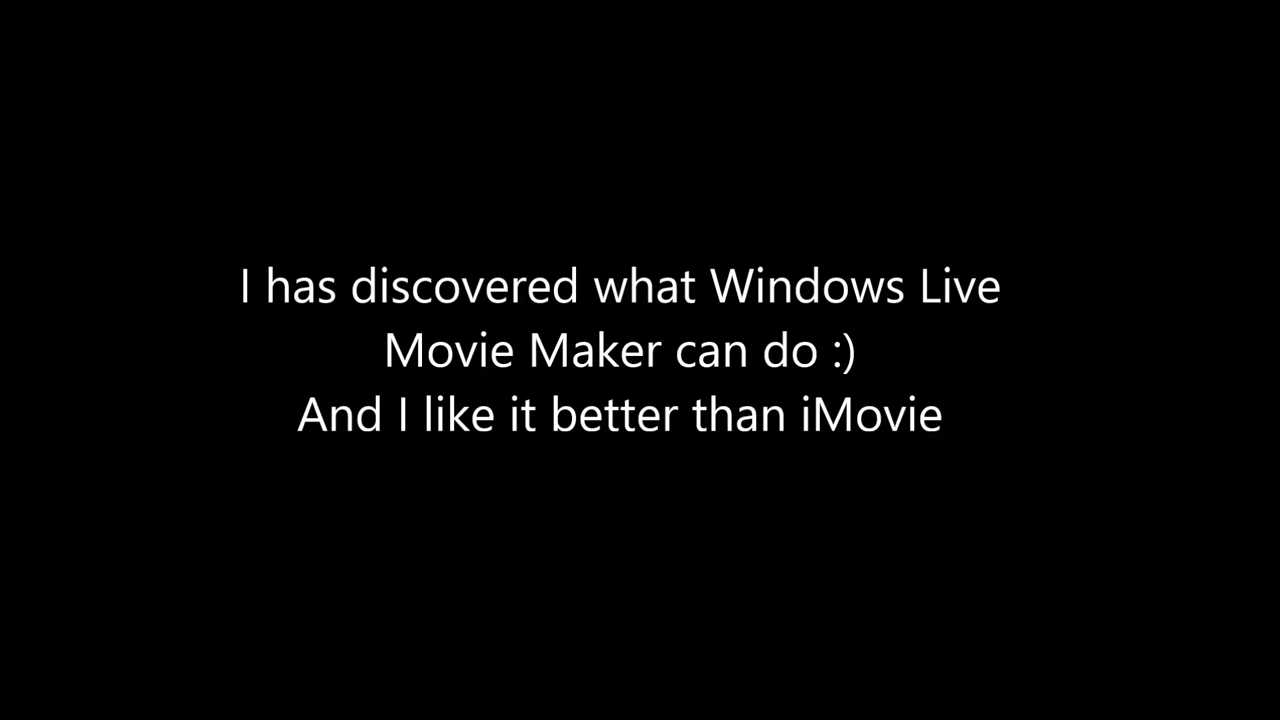 I has discovered what Windows Live
Movie Maker can do :)
And I like it better than iMovie